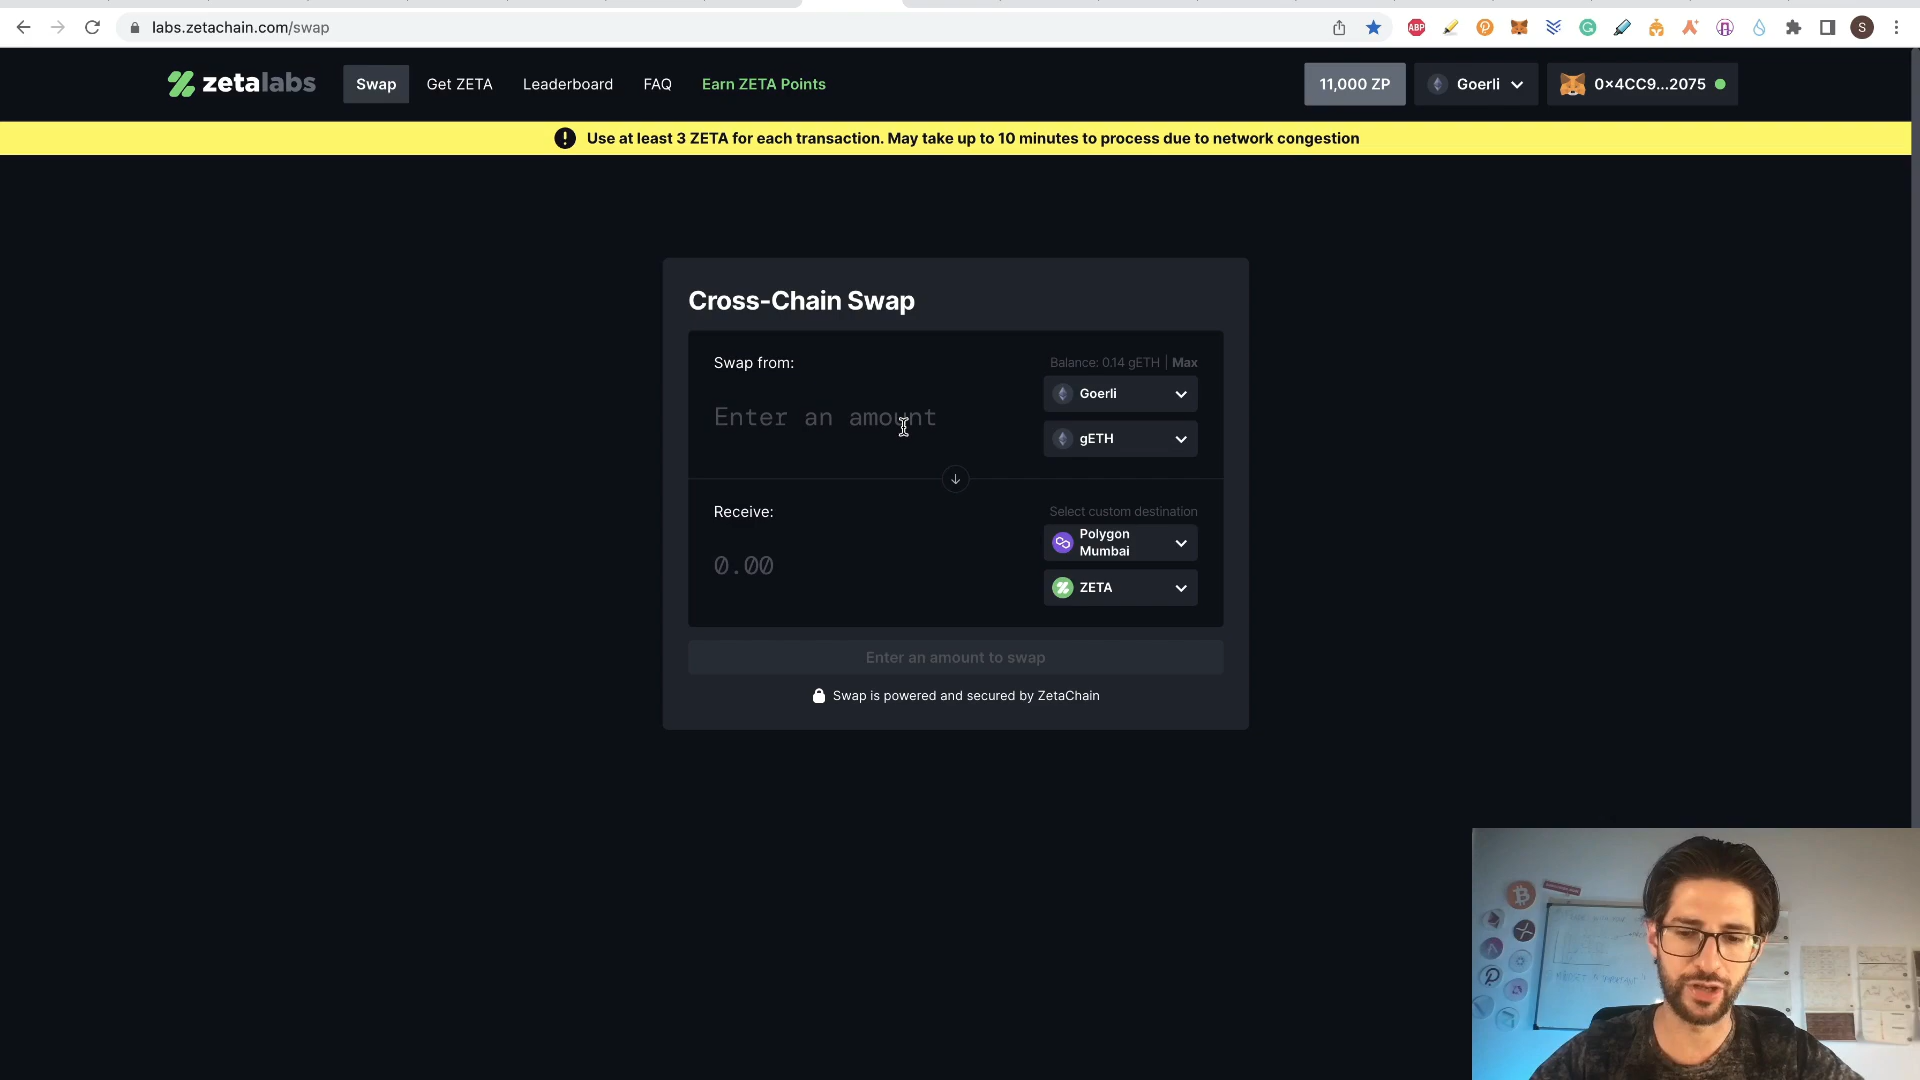 labs.zetachain.com/swap
ABP
S
zetalabs
Swap
Get ZETA
Leaderboard
FAQ
Earn ZETA Points
11,000 ZP
Goerli
0×4CC9...2075
Use at least 3 ZETA for each transaction. May take up to 10 minutes to process due to network congestion
Cross-Chain Swap
Swap from:
Balance: 0.14 gETH | Max
Goerli
Enter an amount
gETH
Receive:
Select custom destination
Polygon
Mumbai
0.00
ZETA
Enter an amount to swap
Swap is powered and secured by ZetaChain